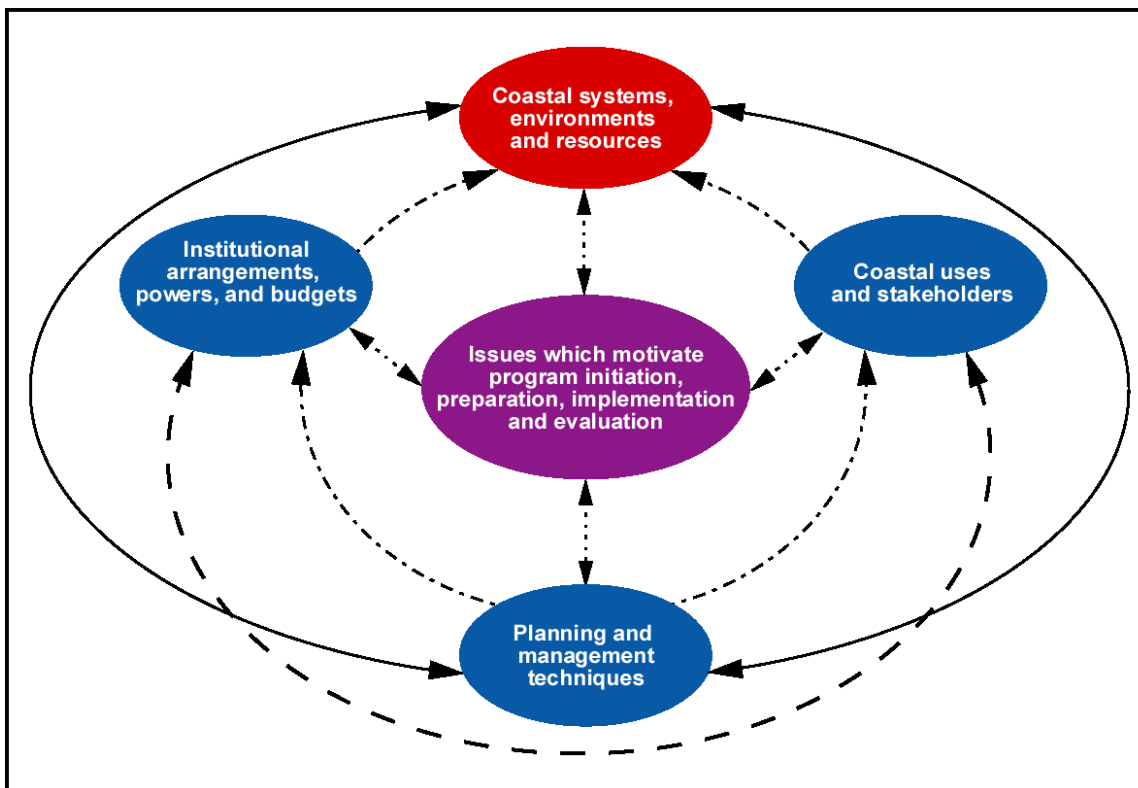 Coastal systems,
environments
and resources
Institutional
arrangements,
powers, and budgets
Coastal uses
and stakeholders
Issues which motivate
program initiation,
preparation, implementation
and evaluation
Planning and
management
techniques